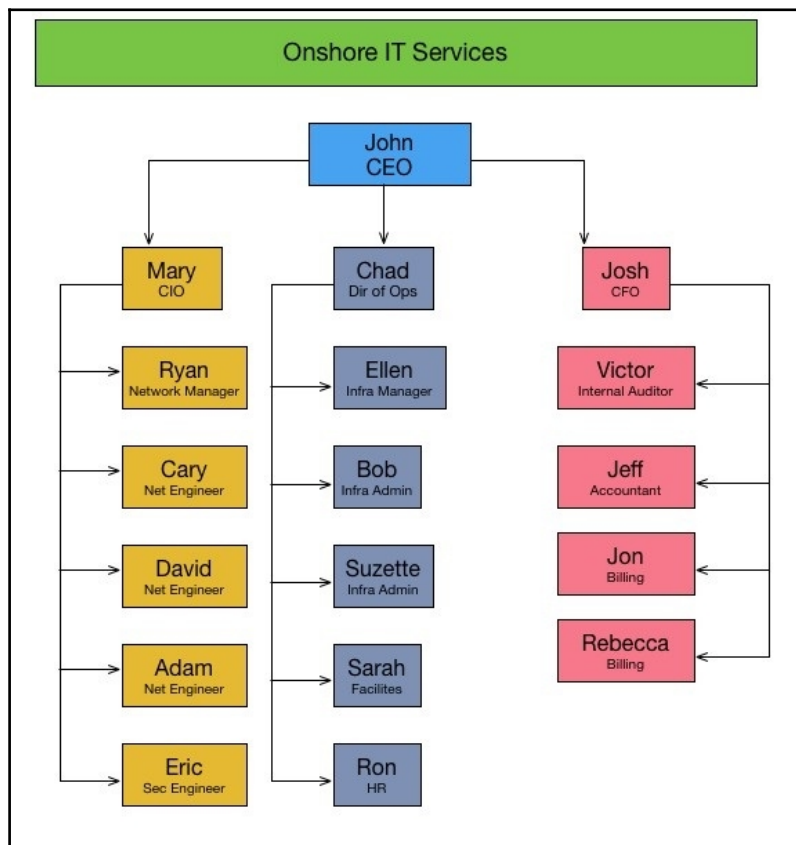 Onshore IT Services
John
CEO
Mary
CIO
Chad
Dir of Ops
Josh
CFO
Ryan
Network Manager
Ellen
Infra Manager
Victor
Internal Auditor
Cary
Net Engineer
Bob
Infra Admin
Jeff
Accountant
David
Net Engineer
Suzette
Infra Admin
Jon
Billing
Adam
Net Engineer
Sarah
Facilites
Rebecca
Billing
Eric
Sec Engineer
Ron
HR